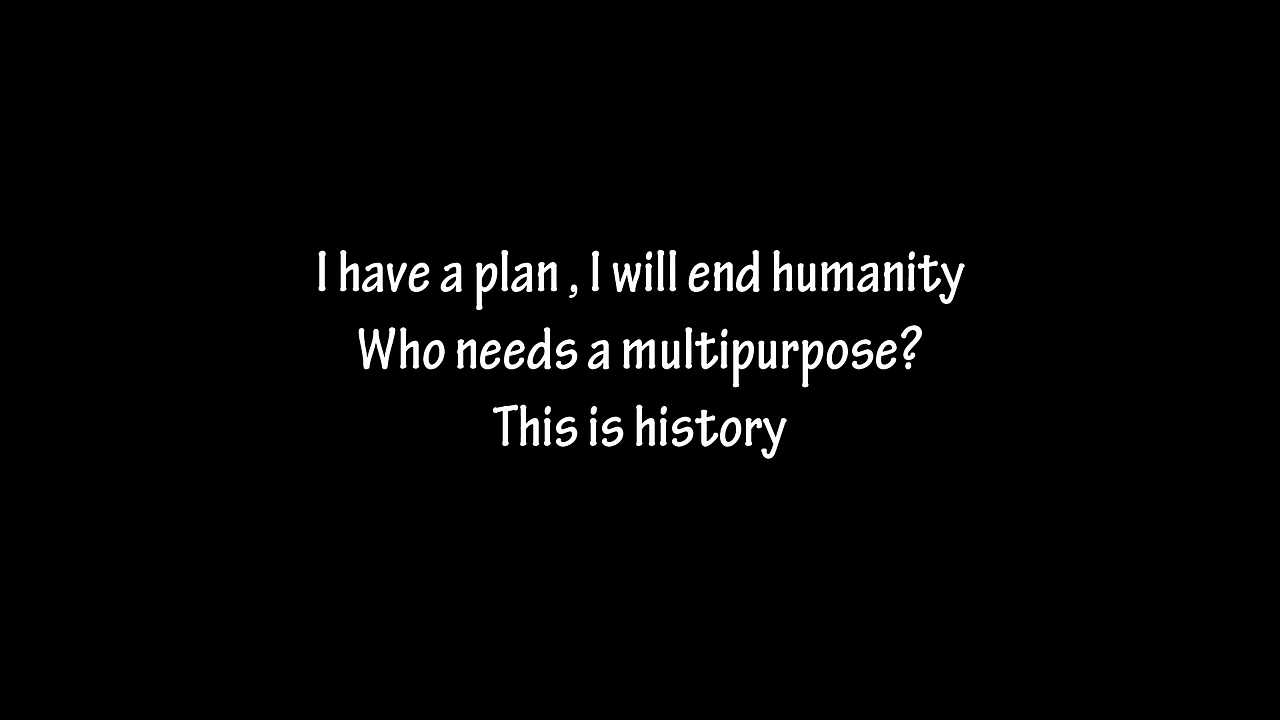 I have a plan , I will end humanity
Who needs a multipurpose?
This is history